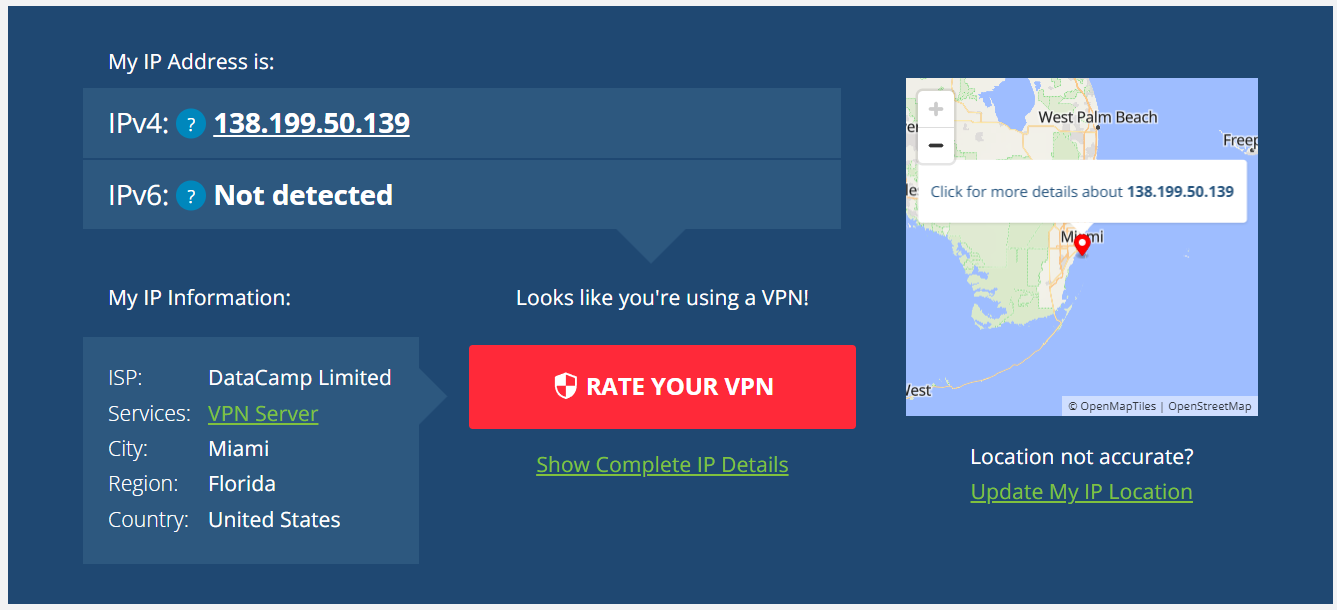 My IP Address is:
IPv4: ? 138.199.50.139
IPv6: ? Not detected
My IP Information:
ISP: DataCamp Limited
Services: VPN Server
City: Miami
Region: Florida
Country: United States
Looks like you're using a VPN!
RATE YOUR VPN
Show Complete IP Details
+
−
West Palm Beach
Freep
Click for more details about 138.199.50.139
Miami
West
© OpenMapTiles | OpenStreetMap
Location not accurate?
Update My IP Location